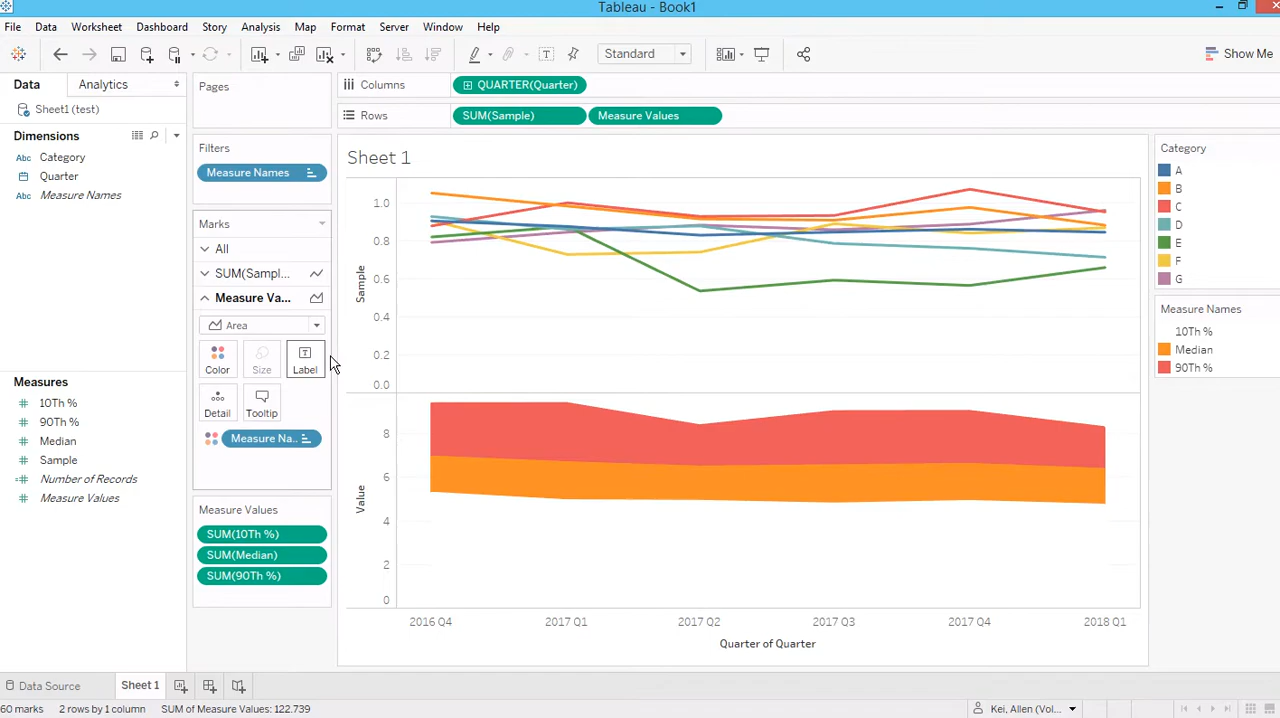 Tableau - Book1
File Data Worksheet Dashboard Story Analysis Map Format Server Window Help
Standard
Show Me
Data Analytics
Sheet1 (test)
Dimensions
Abc Category
Quarter
Abc Measure Names
Measures
10Th %
90Th %
Median
Sample
Number of Records
Measure Values
Pages
Filters
Measure Names
Marks
All
SUM(Sampl...
Measure Va...
Area
Color Size Label
Detail Tooltip
Measure Na..
Measure Values
SUM(10Th %)
SUM(Median)
SUM(90Th %)
Columns QUARTER(Quarter)
Rows SUM(Sample) Measure Values
Sheet 1
Sample
1.0
0.8
0.6
0.4
0.2
0.0
Value
8
6
4
2
0
2016 Q4 2017 Q1 2017 Q2 2017 Q3 2017 Q4 2018 Q1
Quarter of Quarter
Category
A
B
C
D
E
F
G
Measure Names
10Th %
Median
90Th %
Data Source Sheet 1
60 marks 2 rows by 1 column SUM of Measure Values: 122.739
Kei, Allen (Vol...